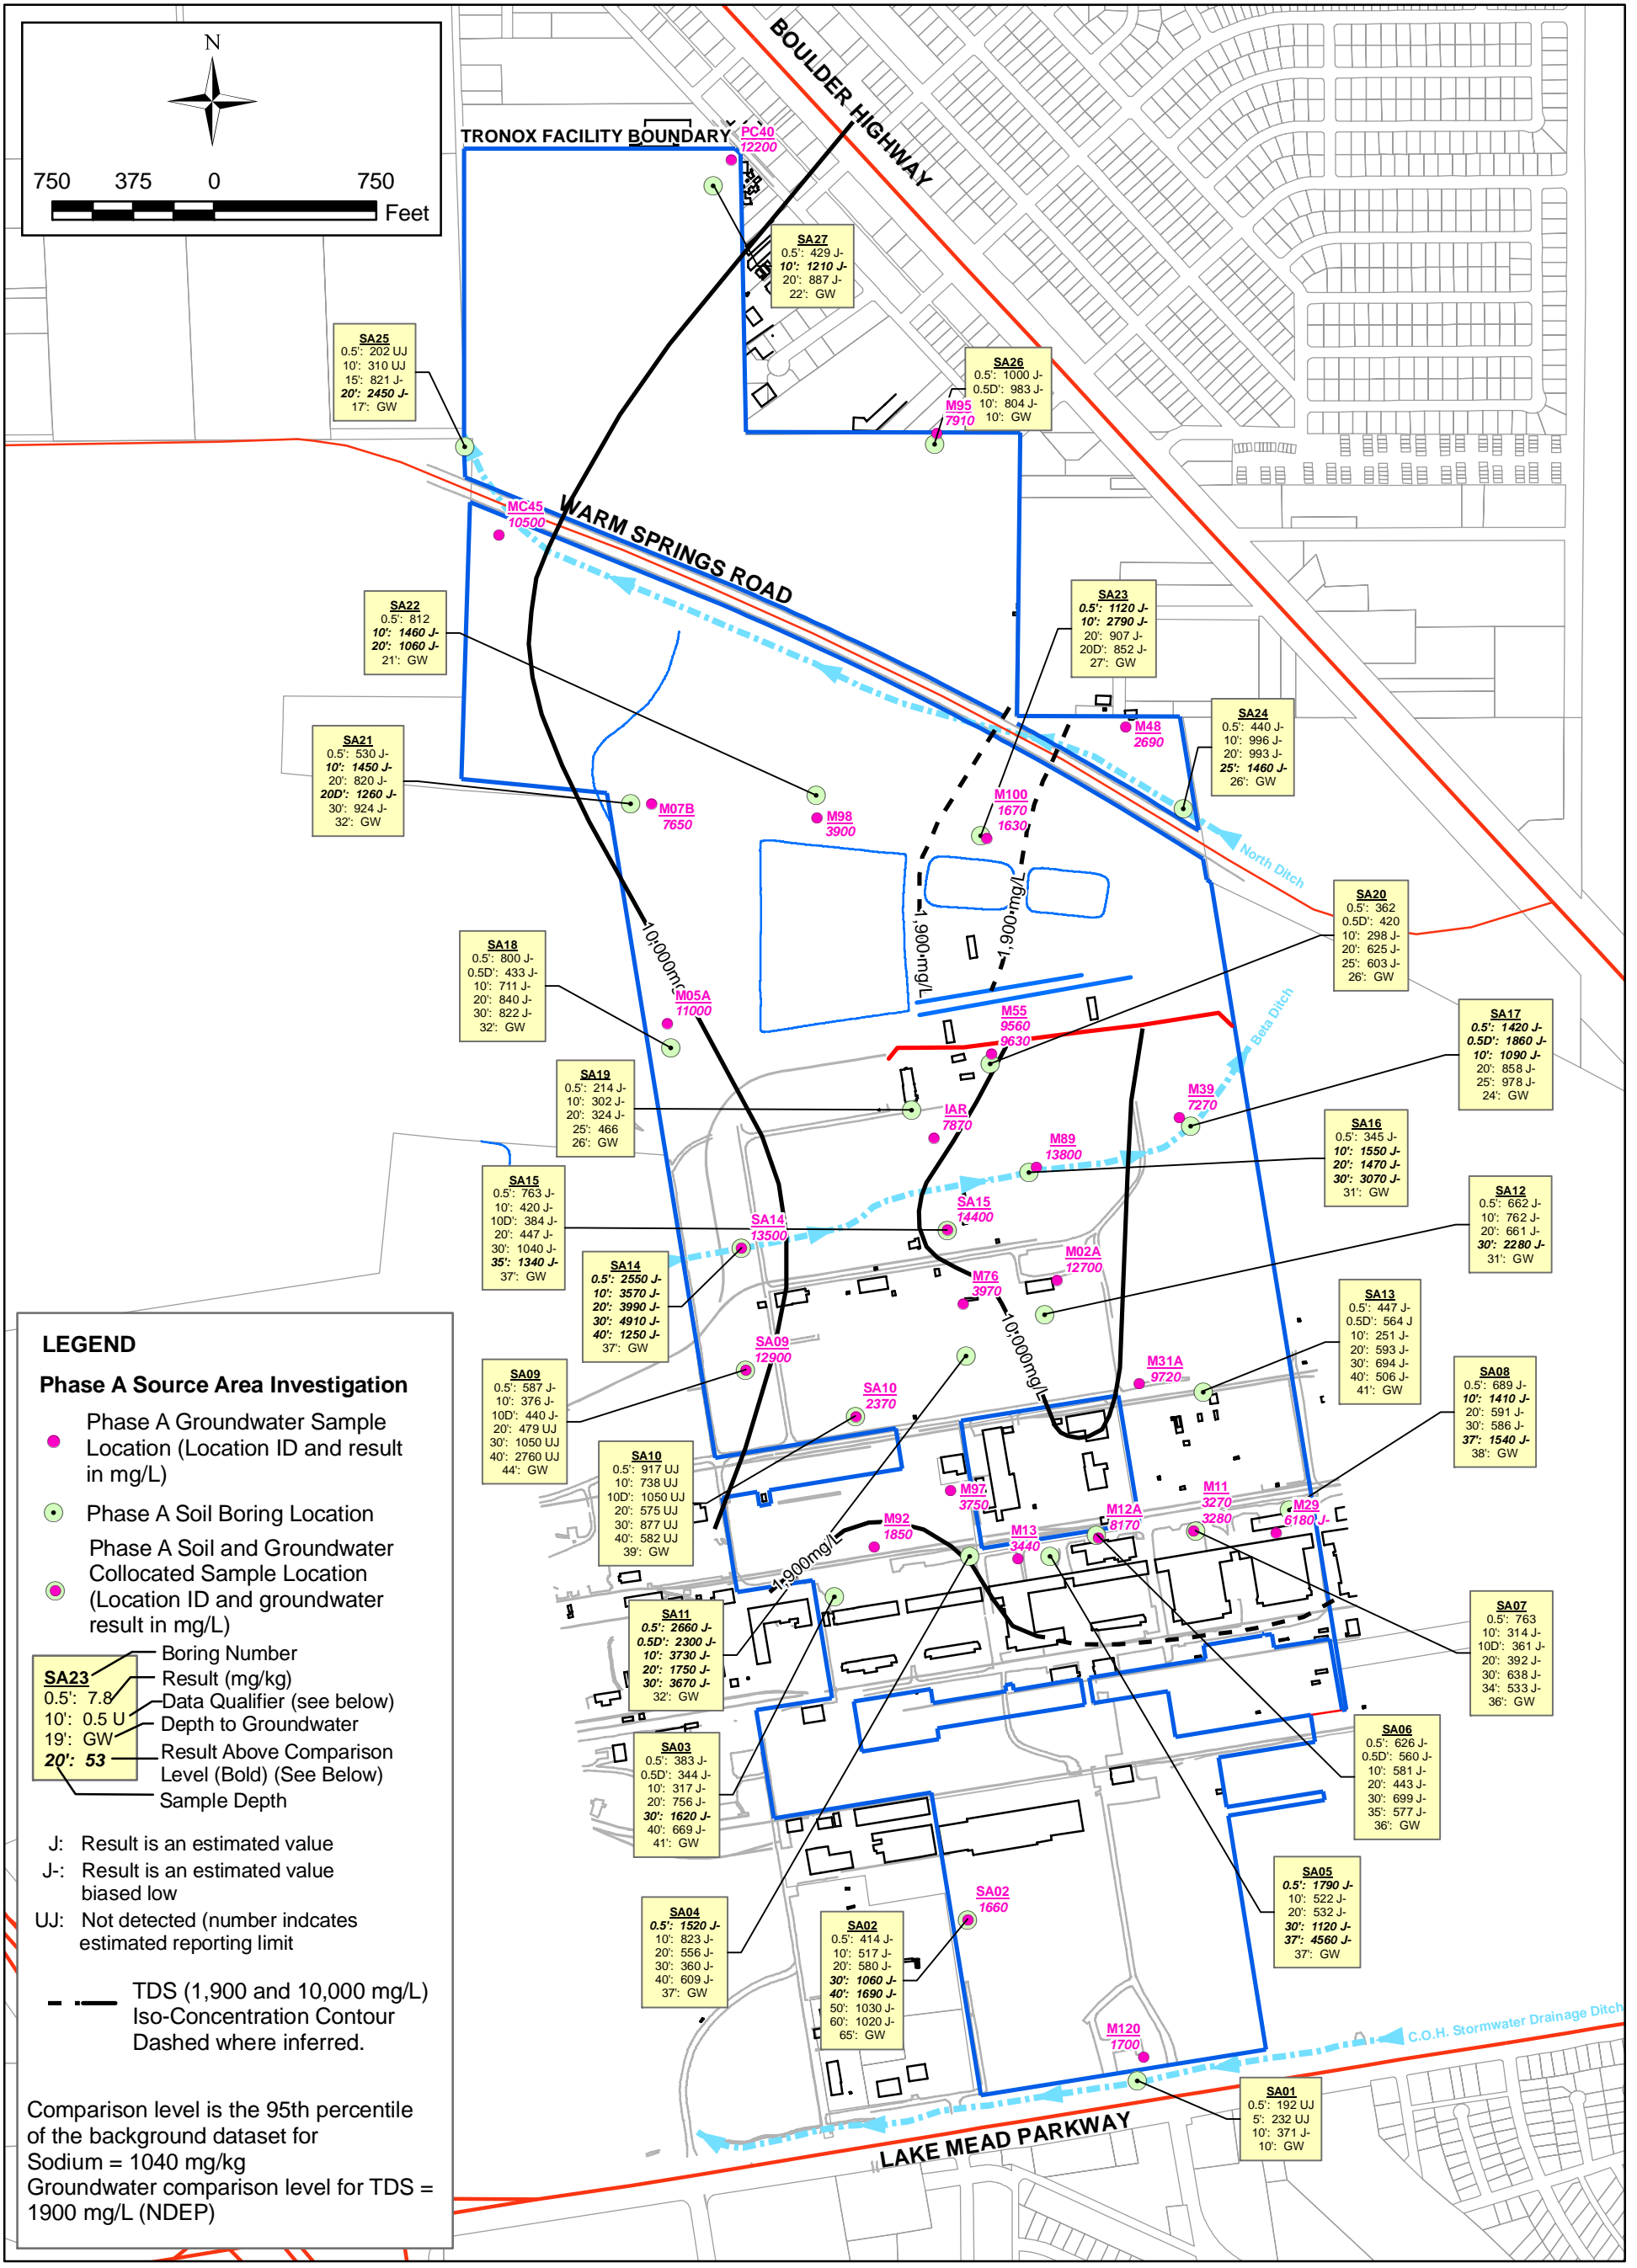 N
750 375 0 750
Feet
TRONOX FACILITY BOUNDARY
BOULDER HIGHWAY
PC40
12200
SA27
0.5': 429 J-
10': 1210 J-
20': 887 J-
22': GW
SA25
0.5': 202 UJ
10': 310 UJ
15': 821 J-
20': 2450 J-
17': GW
SA26
0.5': 1000 J-
0.5D': 983 J-
10': 804 J-
10': GW
M95
7910
MC45
10500
WARM SPRINGS ROAD
SA22
0.5': 812
10': 1460 J-
20': 1060 J-
21': GW
SA23
0.5': 1120 J-
10': 2790 J-
20': 907 J-
20D': 852 J-
27': GW
M48
2690
SA24
0.5': 440 J-
10': 996 J-
20': 993 J-
25': 1460 J-
26': GW
SA21
0.5': 530 J-
10': 1450 J-
20': 820 J-
20D': 1260 J-
30': 924 J-
32': GW
M07B
7650
M98
3900
M100
1670
1630
North Ditch
1,900 mg/L
1,900 mg/L
10,000mg
SA20
0.5': 362
0.5D': 420
10': 298 J-
20': 625 J-
25': 603 J-
26': GW
SA18
0.5': 800 J-
0.5D': 433 J-
10': 711 J-
20': 840 J-
30': 822 J-
32': GW
M05A
11000
M55
9560
9630
Beta Ditch
SA17
0.5': 1420 J-
0.5D': 1860 J-
10': 1090 J-
20': 858 J-
25': 978 J-
24': GW
SA19
0.5': 214 J-
10': 302 J-
20': 324 J-
25': 466
26': GW
IAR
7870
M39
7270
M89
13800
SA16
0.5': 345 J-
10': 1550 J-
20': 1470 J-
30': 3070 J-
31': GW
SA15
0.5': 763 J-
10': 420 J-
10D': 384 J-
20': 447 J-
30': 1040 J-
35': 1340 J-
37': GW
SA14
13500
SA15
14400
SA12
0.5': 662 J-
10': 762 J-
20': 661 J-
30': 2280 J-
31': GW
SA14
0.5': 2550 J-
10': 3570 J-
20': 3990 J-
30': 4910 J-
40': 1250 J-
37': GW
M02A
12700
M76
3970
10,000mg/L
SA13
0.5': 447 J-
0.5D': 564 J
10': 251 J-
20': 593 J-
30': 694 J-
40': 506 J-
41': GW
SA09
12900
SA09
0.5': 587 J-
10': 376 J-
10D': 440 J-
20': 479 UJ
30': 1050 UJ
40': 2760 UJ
44': GW
M31A
9720
SA08
0.5': 689 J-
10': 1410 J-
20': 591 J-
30': 586 J-
37': 1540 J-
38': GW
SA10
2370
SA10
0.5': 917 UJ
10': 738 UJ
10D': 1050 UJ
20': 575 UJ
30': 877 UJ
40': 582 UJ
39': GW
M97
3750
M92
1850
M13
3440
M12A
8170
M11
3270
3280
M29
6180 J-
1,900mg/L
SA11
0.5': 2660 J-
0.5D': 2300 J-
10': 3730 J-
20': 1750 J-
30': 3670 J-
32': GW
SA07
0.5': 763
10': 314 J-
10D': 361 J-
20': 392 J-
30': 638 J-
34': 533 J-
36': GW
SA03
0.5': 383 J-
0.5D': 344 J-
10': 317 J-
20': 756 J-
30': 1620 J-
40': 669 J-
41': GW
SA06
0.5': 626 J-
0.5D': 560 J-
10': 581 J-
20': 443 J-
30': 699 J-
35': 577 J-
36': GW
SA05
0.5': 1790 J-
10': 522 J-
20': 532 J-
30': 1120 J-
37': 4560 J-
37': GW
SA04
0.5': 1520 J-
10': 823 J-
20': 556 J-
30': 360 J-
40': 609 J-
37': GW
SA02
0.5': 414 J-
10': 517 J-
20': 580 J-
30': 1060 J-
40': 1690 J-
50': 1030 J-
60': 1020 J-
65': GW
SA02
1660
M120
1700
C.O.H. Stormwater Drainage Ditch
SA01
0.5': 192 UJ
5': 232 UJ
10': 371 J-
10': GW
LAKE MEAD PARKWAY
LEGEND
Phase A Source Area Investigation
Phase A Groundwater Sample
Location (Location ID and result
in mg/L)
Phase A Soil Boring Location
Phase A Soil and Groundwater
Collocated Sample Location
(Location ID and groundwater
result in mg/L)
SA23
0.5': 7.8
10': 0.5 U
19': GW
20': 53
Boring Number
Result (mg/kg)
Data Qualifier (see below)
Depth to Groundwater
Result Above Comparison
Level (Bold) (See Below)
Sample Depth
J: Result is an estimated value
J-: Result is an estimated value
biased low
UJ: Not detected (number indcates
estimated reporting limit
TDS (1,900 and 10,000 mg/L)
Iso-Concentration Contour
Dashed where inferred.
Comparison level is the 95th percentile
of the background dataset for
Sodium = 1040 mg/kg
Groundwater comparison level for TDS =
1900 mg/L (NDEP)